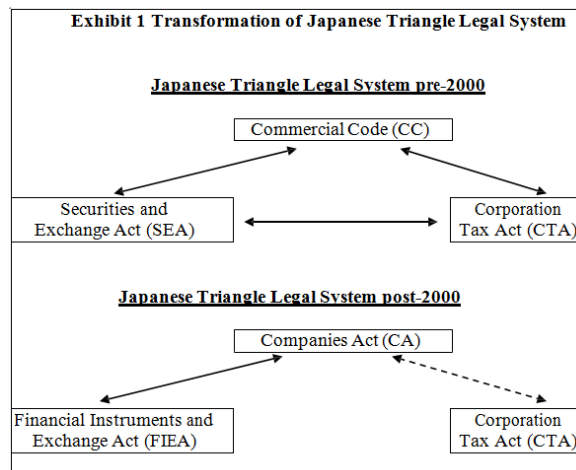 Exhibit 1 Transformation of Japanese Triangle Legal System
Japanese Triangle Legal System pre-2000
Commercial Code (CC)
Securities and
Exchange Act (SEA)
Corporation
Tax Act (CTA)
Japanese Triangle Legal System post-2000
Companies Act (CA)
Financial Instruments and
Exchange Act (FIEA)
Corporation
Tax Act (CTA)